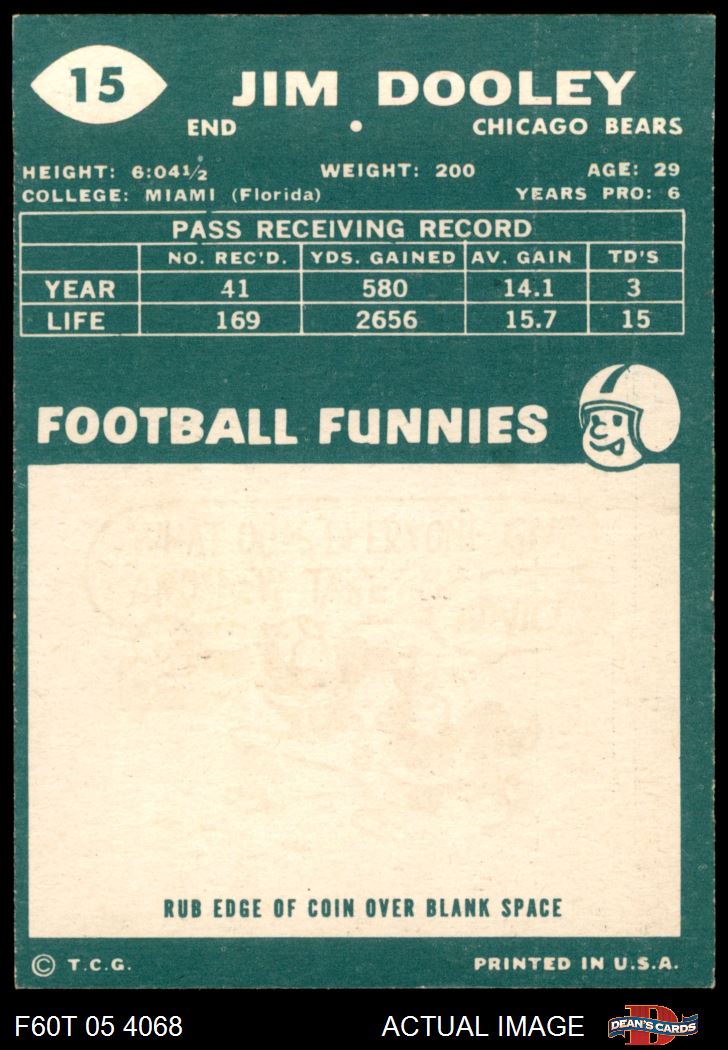 15
JIM DOOLEY
END • CHICAGO BEARS
HEIGHT: 6:04½ WEIGHT: 200 AGE: 29
COLLEGE: MIAMI (Florida) YEARS PRO: 6
PASS RECEIVING RECORD
NO. REC'D. YDS. GAINED AV. GAIN TD'S
YEAR 41 580 14.1 3
LIFE 169 2656 15.7 15
FOOTBALL FUNNIES
RUB EDGE OF COIN OVER BLANK SPACE
© T.C.G. PRINTED IN U.S.A.
F60T 05 4068 ACTUAL IMAGE DEAN'S CARDS